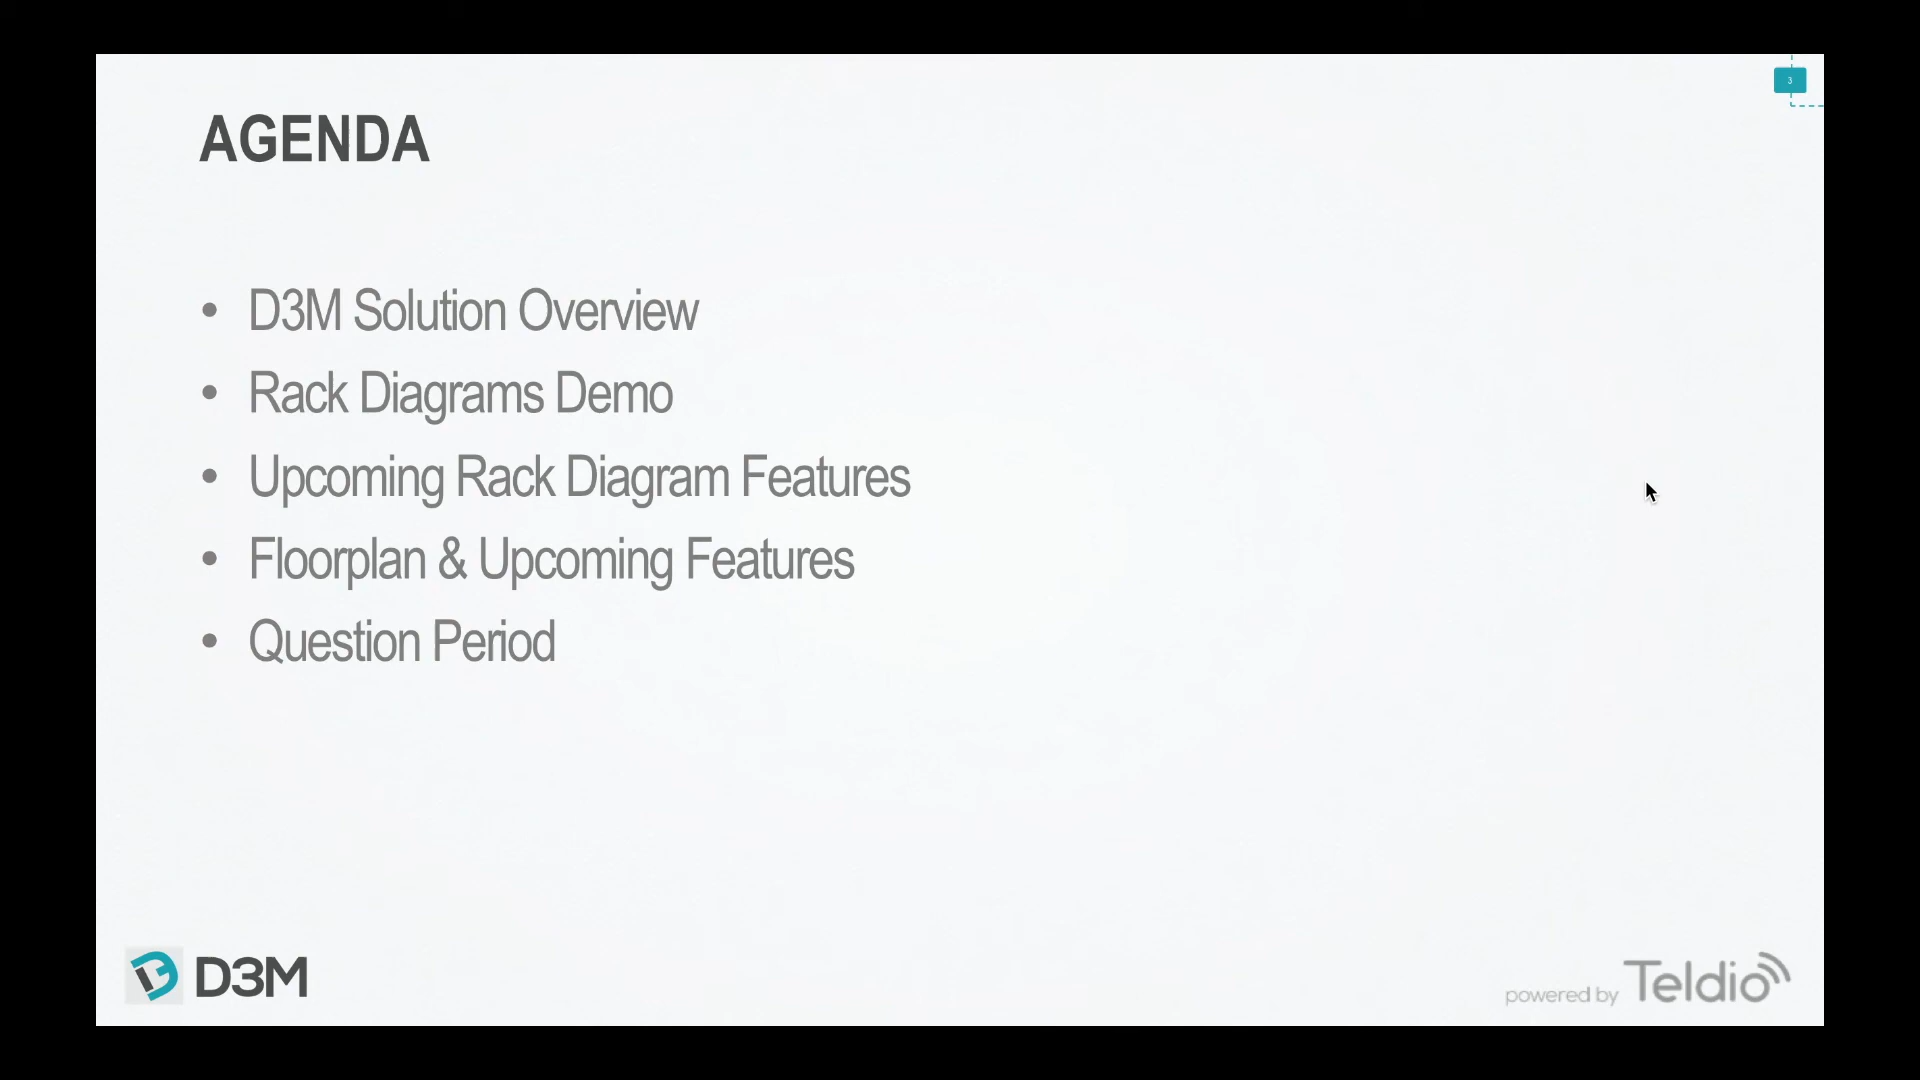 3
AGENDA
• D3M Solution Overview
• Rack Diagrams Demo
• Upcoming Rack Diagram Features
• Floorplan & Upcoming Features
• Question Period
D3M
powered by Teldio